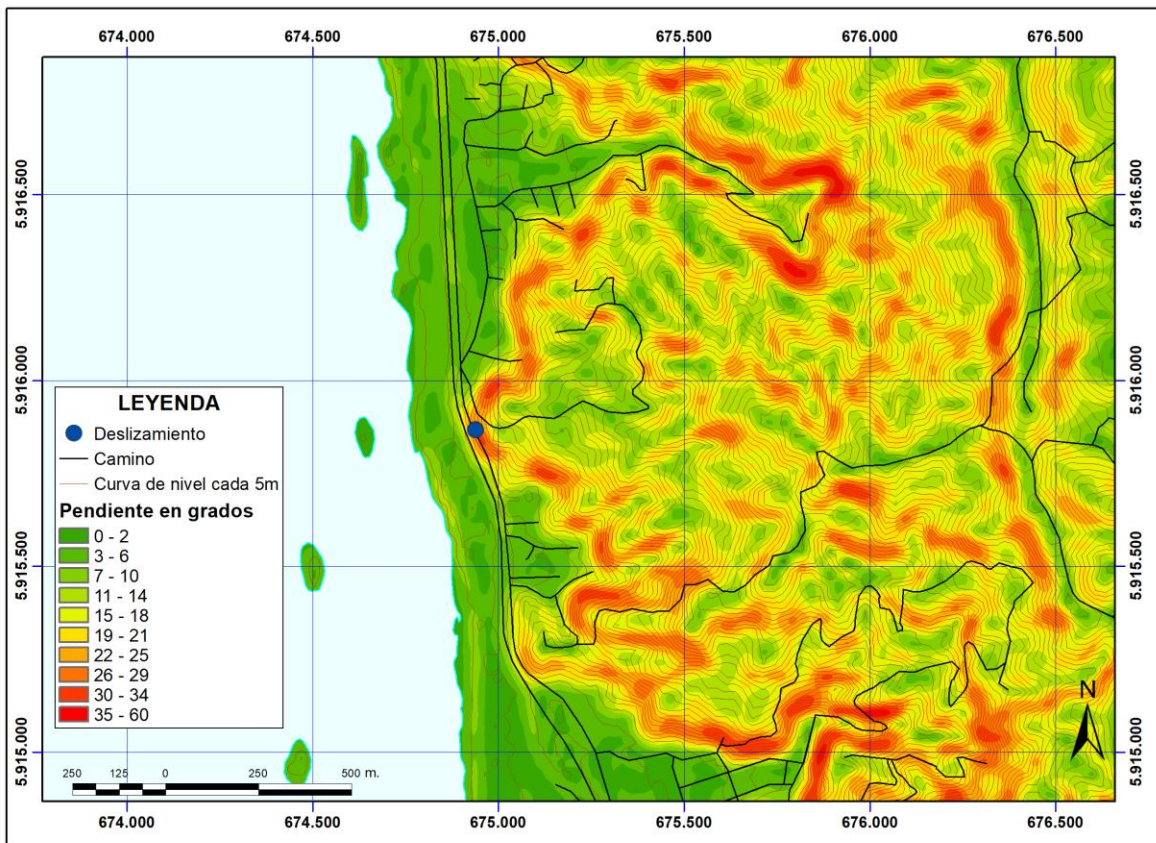 674.000 674.500 675.000 675.500 676.000 676.500
5.916.500 5.916.500
5.916.000 5.916.000
LEYENDA
Deslizamiento
Camino
Curva de nivel cada 5m
Pendiente en grados
0 - 2
3 - 6
7 - 10
11 - 14
15 - 18
19 - 21
22 - 25
26 - 29
30 - 34
35 - 60
5.915.500 5.915.500
N
5.915.000 5.915.000
250 125 0 250 500 m.
674.000 674.500 675.000 675.500 676.000 676.500